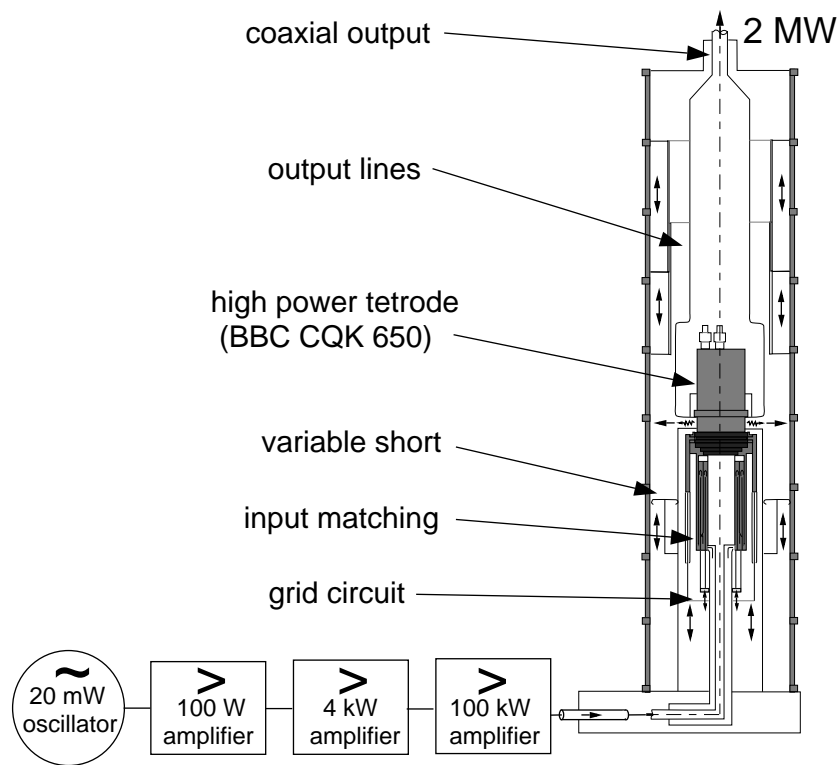 coaxial output
2 MW
output lines
high power tetrode
(BBC CQK 650)
variable short
input matching
grid circuit
~
20 mW
oscillator
>
100 W
amplifier
>
4 kW
amplifier
>
100 kW
amplifier